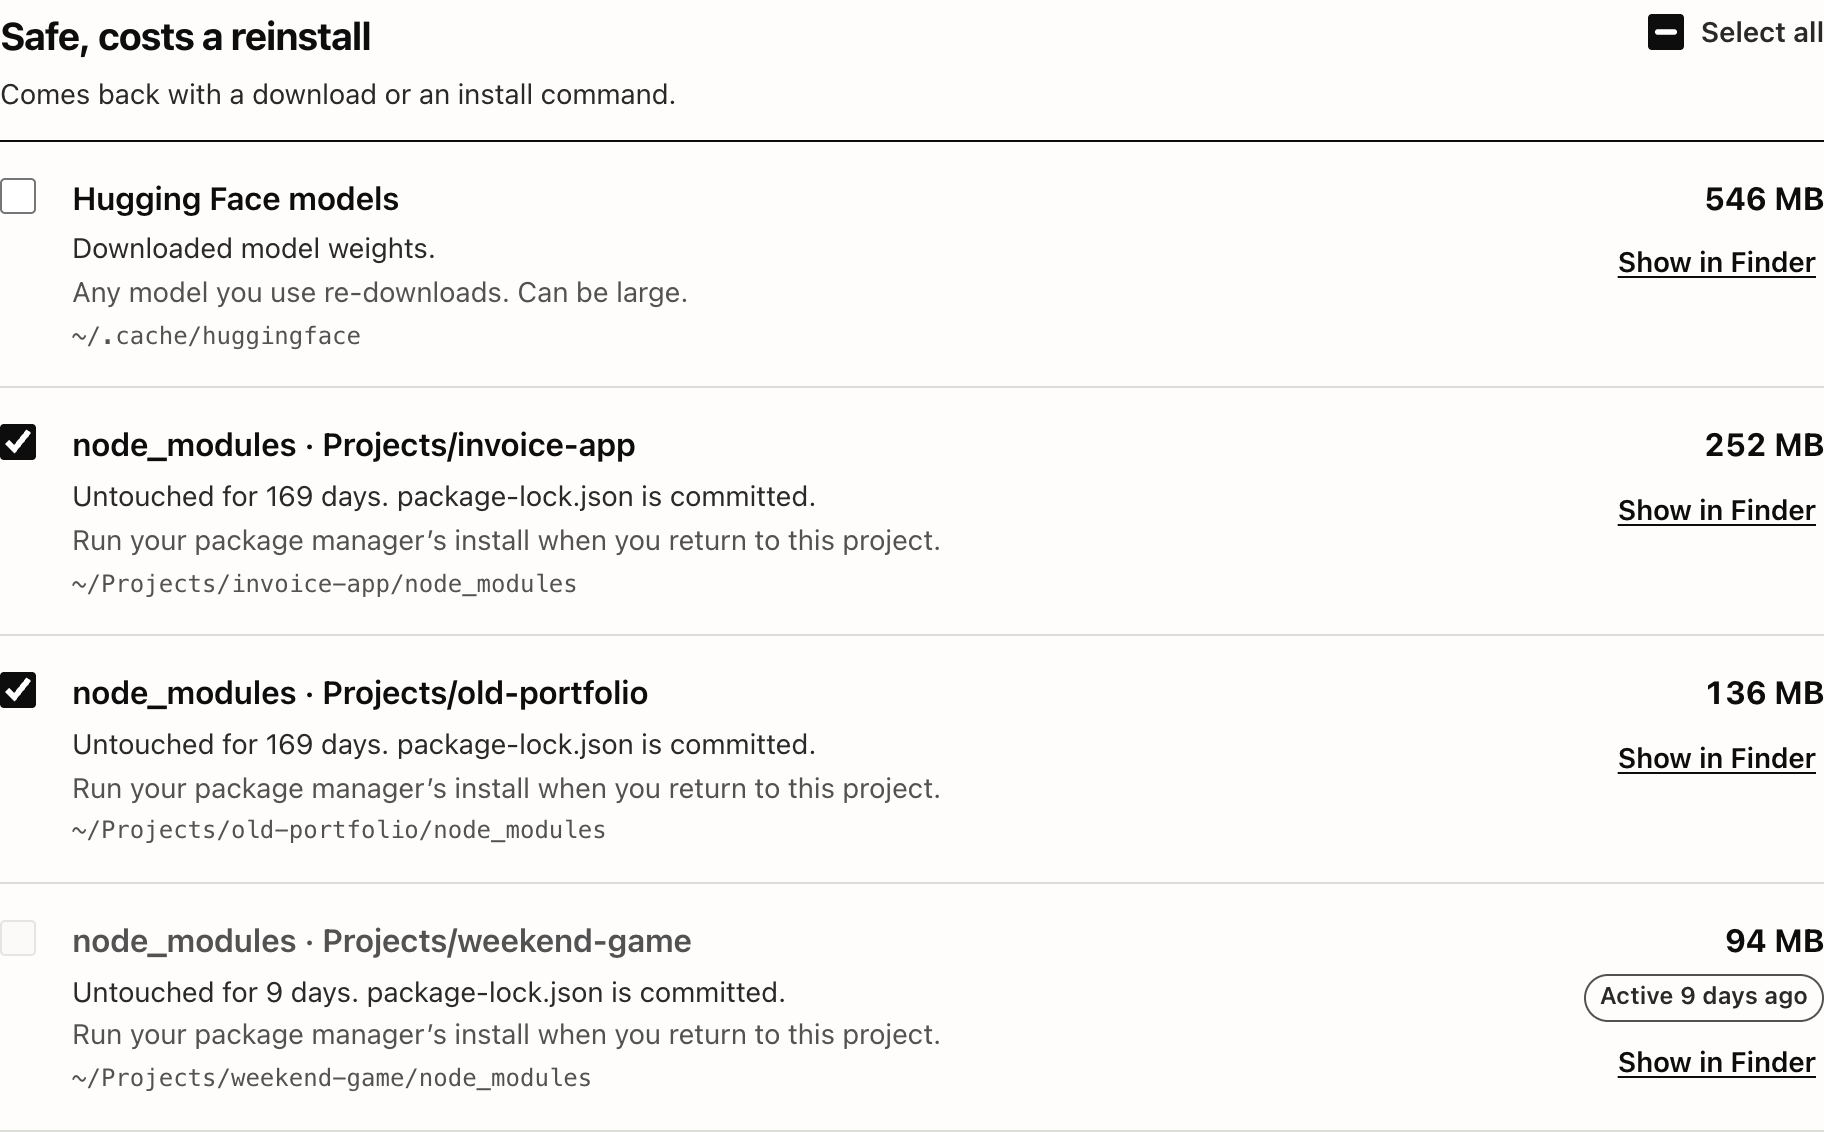 Safe, costs a reinstall
Select all
Comes back with a download or an install command.
Hugging Face models
546 MB
Downloaded model weights.
Show in Finder
Any model you use re-downloads. Can be large.
~/.cache/huggingface
node_modules · Projects/invoice-app
252 MB
Untouched for 169 days. package-lock.json is committed.
Show in Finder
Run your package manager’s install when you return to this project.
~/Projects/invoice-app/node_modules
node_modules · Projects/old-portfolio
136 MB
Untouched for 169 days. package-lock.json is committed.
Show in Finder
Run your package manager’s install when you return to this project.
~/Projects/old-portfolio/node_modules
node_modules · Projects/weekend-game
94 MB
Untouched for 9 days. package-lock.json is committed.
Active 9 days ago
Run your package manager’s install when you return to this project.
Show in Finder
~/Projects/weekend-game/node_modules